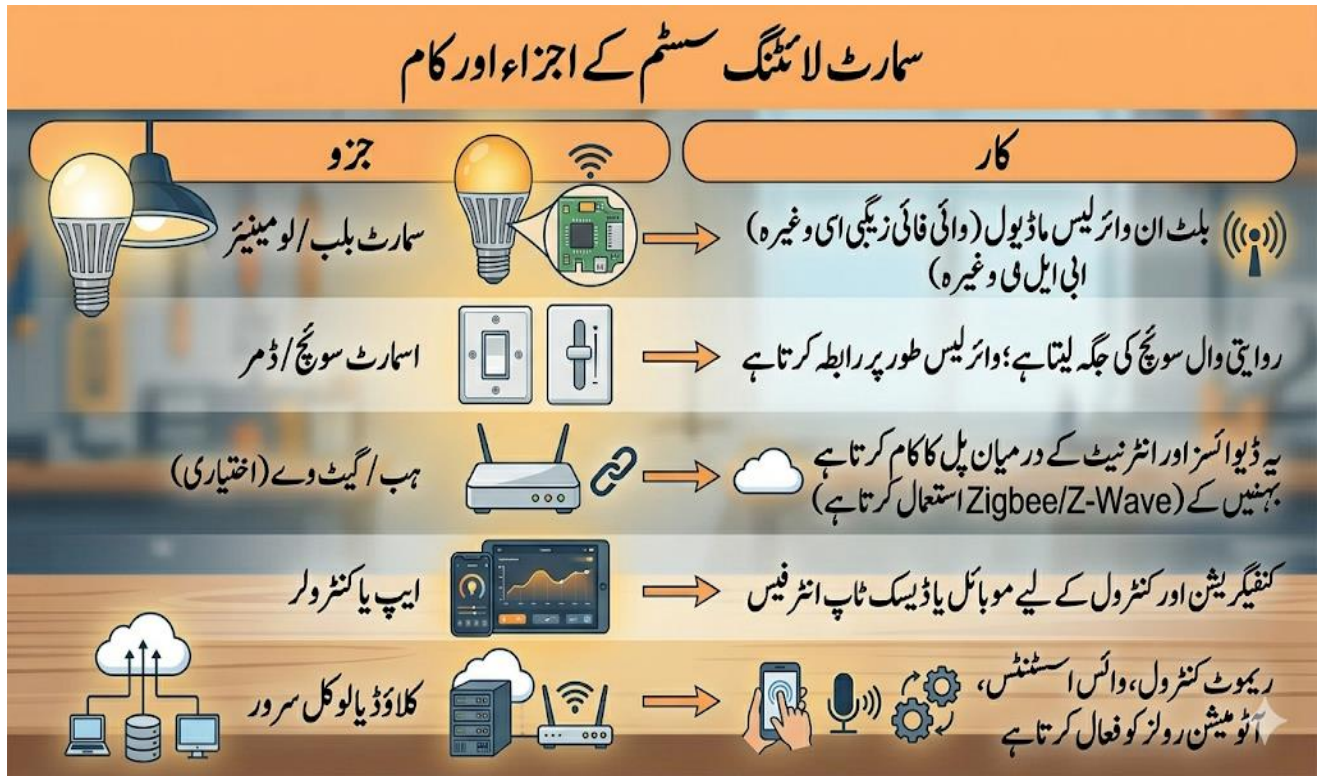 سمارٹ لائٹنگ سسٹم کے اجزاء اور کام
جزو
کار
سمارٹ بلب/لومینیئر
بلٹ ان وائرلیس ماڈیول (وائی فائی زیگبی اسی وغیرہ)
ابی ایل بی وغیرہ)
اسمارٹ سوئچ/ڈمر
روایتی وال سوئچ کی جگہ لیتا ہے؛ وائرلیس طور پر رابطہ کرتا ہے
ہب/گیٹ وے (اختیاری)
یہ ڈیوائسز اور انٹرنیٹ کے درمیان پل کا کام کرتا ہے
بہنیں کے (Zigbee/Z-Wave استعمال کرتا ہے)
ایپ یا کنٹرولر
کنفیگریشن اور کنٹرول کے لیے موبائل یا ڈیسک ٹاپ انٹرفیس
کلاؤڈ یا لوکل سرور
ریموٹ کنٹرول، وائس اسسٹنٹس،
آٹومیشن رولز کو فعال کرتا ہے